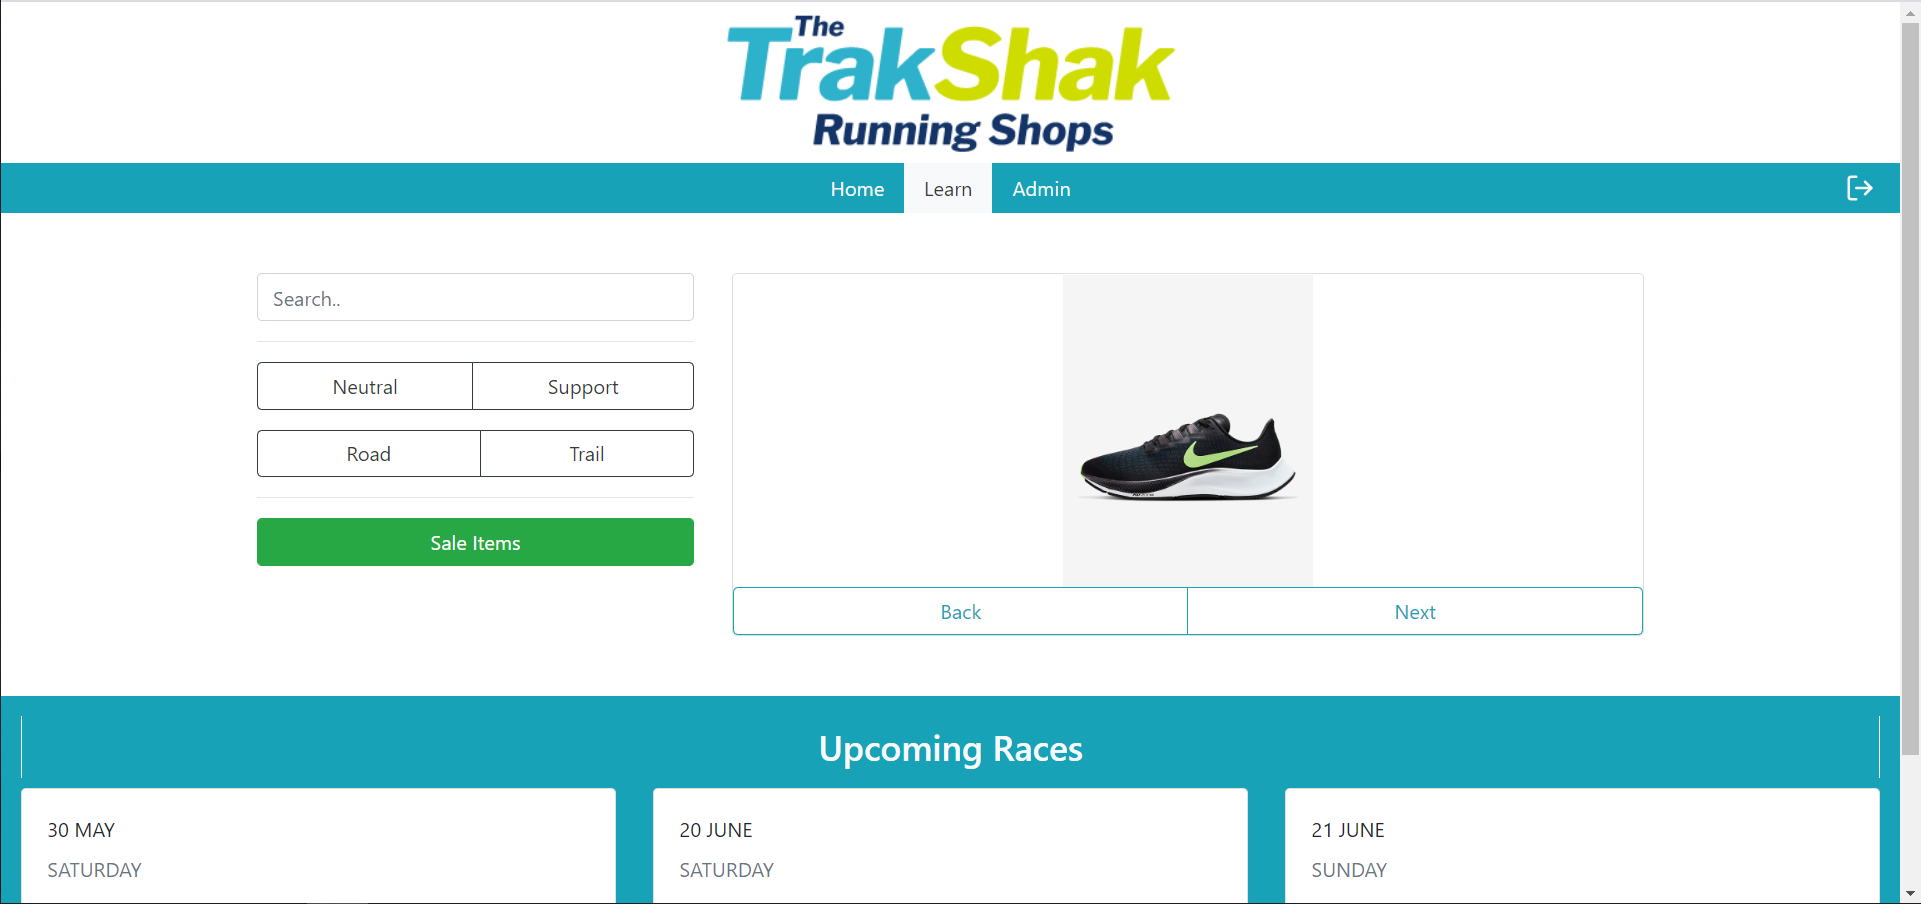 The
TrakShak
Running Shops
Home Learn Admin
Search..
Neutral Support
Road Trail
Sale Items
Back Next
Upcoming Races
30 MAY
SATURDAY
20 JUNE
SATURDAY
21 JUNE
SUNDAY